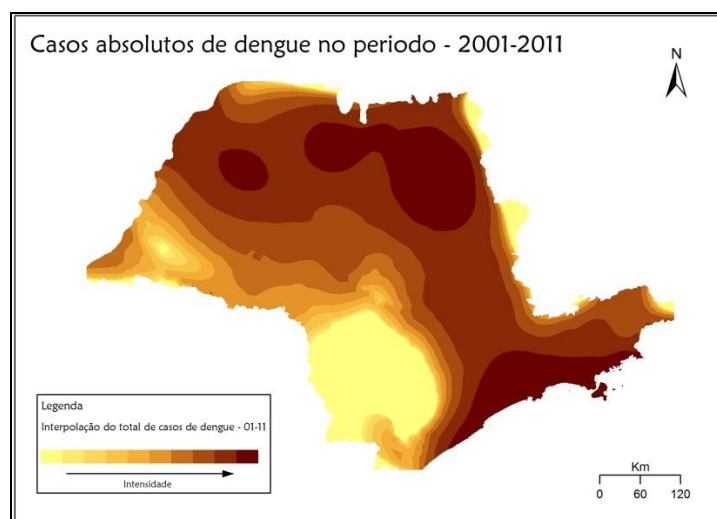 Casos absolutos de dengue no periodo - 2001-2011
N
Legenda
Interpolação do total de casos de dengue - 01-11
Intensidade
Km
0 60 120